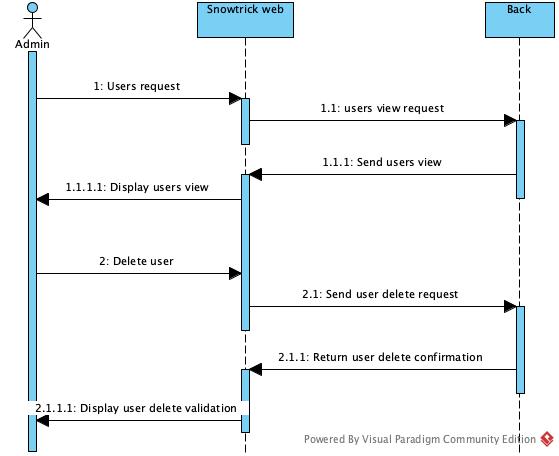 Snowtrick web
Back
Admin
1: Users request
1.1: users view request
1.1.1: Send users view
1.1.1.1: Display users view
2: Delete user
2.1: Send user delete request
2.1.1: Return user delete confirmation
2.1.1.1: Display user delete validation
Powered By Visual Paradigm Community Edition